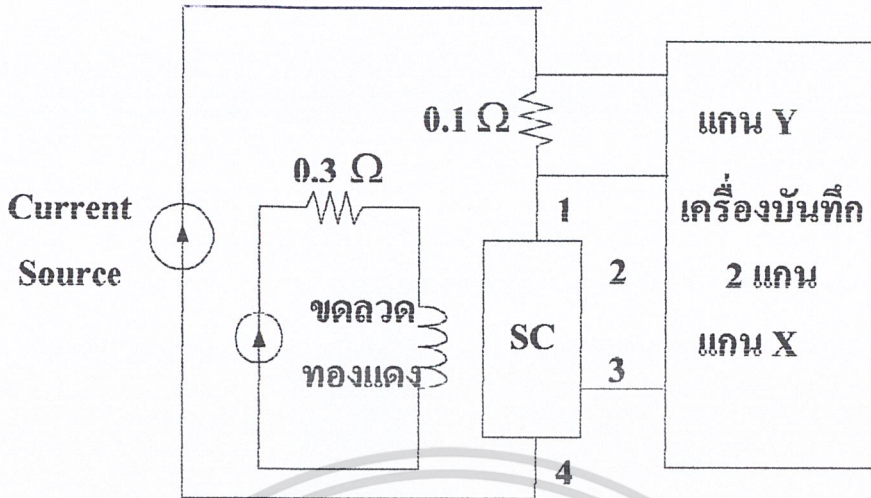 0.1 Ω
แกน Y
0.3 Ω
Current
Source
1
เครื่องบันทึก
2
2 แกน
ขดลวด
ทองแดง
SC
แกน X
3
4